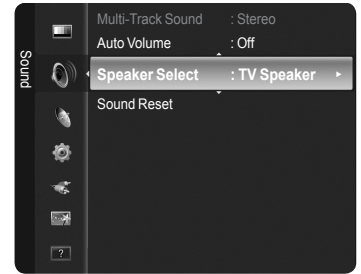 Sound
Multi-Track Sound : Stereo
Auto Volume : Off
Speaker Select : TV Speaker
Sound Reset
?